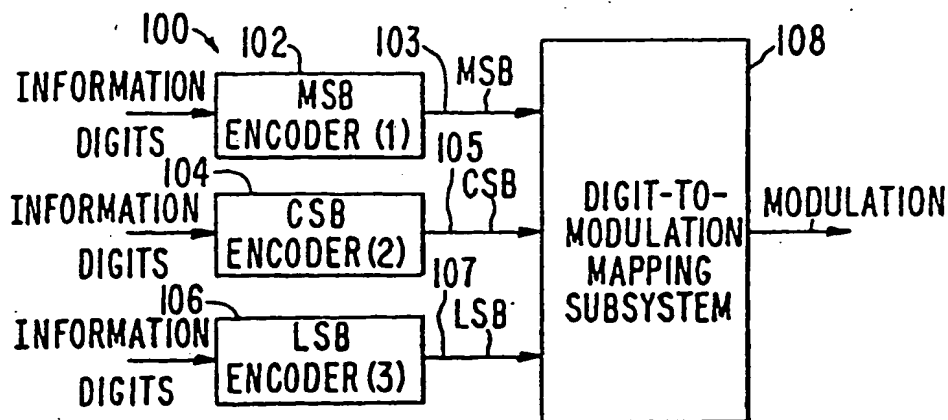 100
102
103
108
INFORMATION
DIGITS
MSB
ENCODER (1)
MSB
104
105
INFORMATION
DIGITS
CSB
ENCODER (2)
CSB
DIGIT-TO-
MODULATION
MAPPING
SUBSYSTEM
MODULATION
106
107
INFORMATION
DIGITS
LSB
ENCODER (3)
LSB